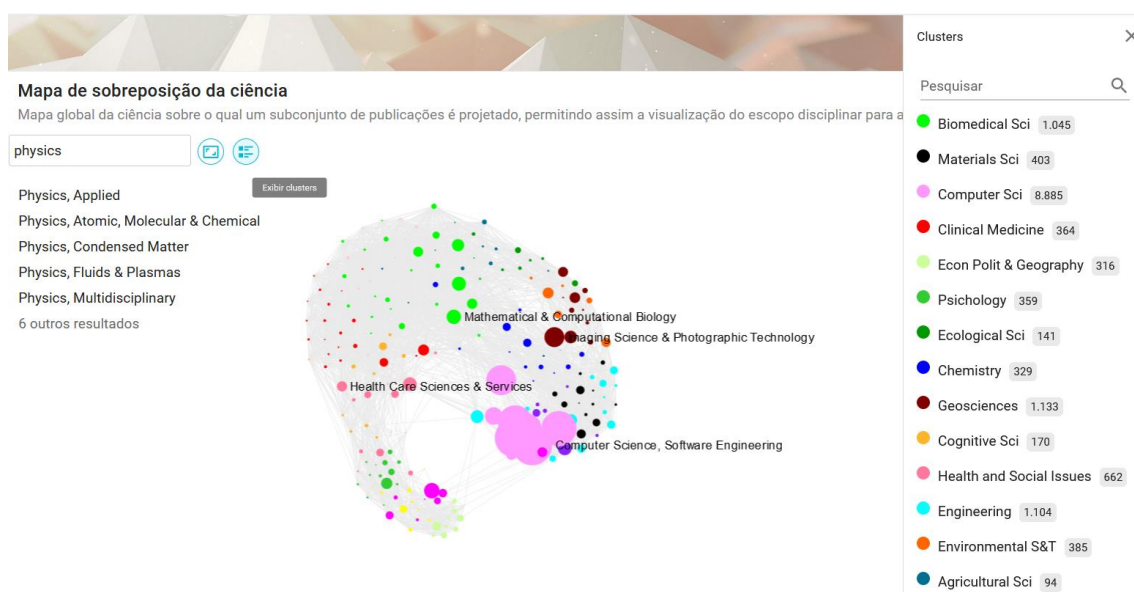 Mapa de sobreposição da ciência
Mapa global da ciência sobre o qual um subconjunto de publicações é projetado, permitindo assim a visualização do escopo disciplinar para a
physics
Exibir clusters
Physics, Applied
Physics, Atomic, Molecular & Chemical
Physics, Condensed Matter
Physics, Fluids & Plasmas
Physics, Multidisciplinary
6 outros resultados
Mathematical & Computational Biology
Imaging Science & Photographic Technology
Health Care Sciences & Services
Computer Science, Software Engineering
Clusters
Pesquisar
Biomedical Sci 1.045
Materials Sci 403
Computer Sci 8.885
Clinical Medicine 364
Econ Polit & Geography 316
Psichology 359
Ecological Sci 141
Chemistry 329
Geosciences 1.133
Cognitive Sci 170
Health and Social Issues 662
Engineering 1.104
Environmental S&T 385
Agricultural Sci 94